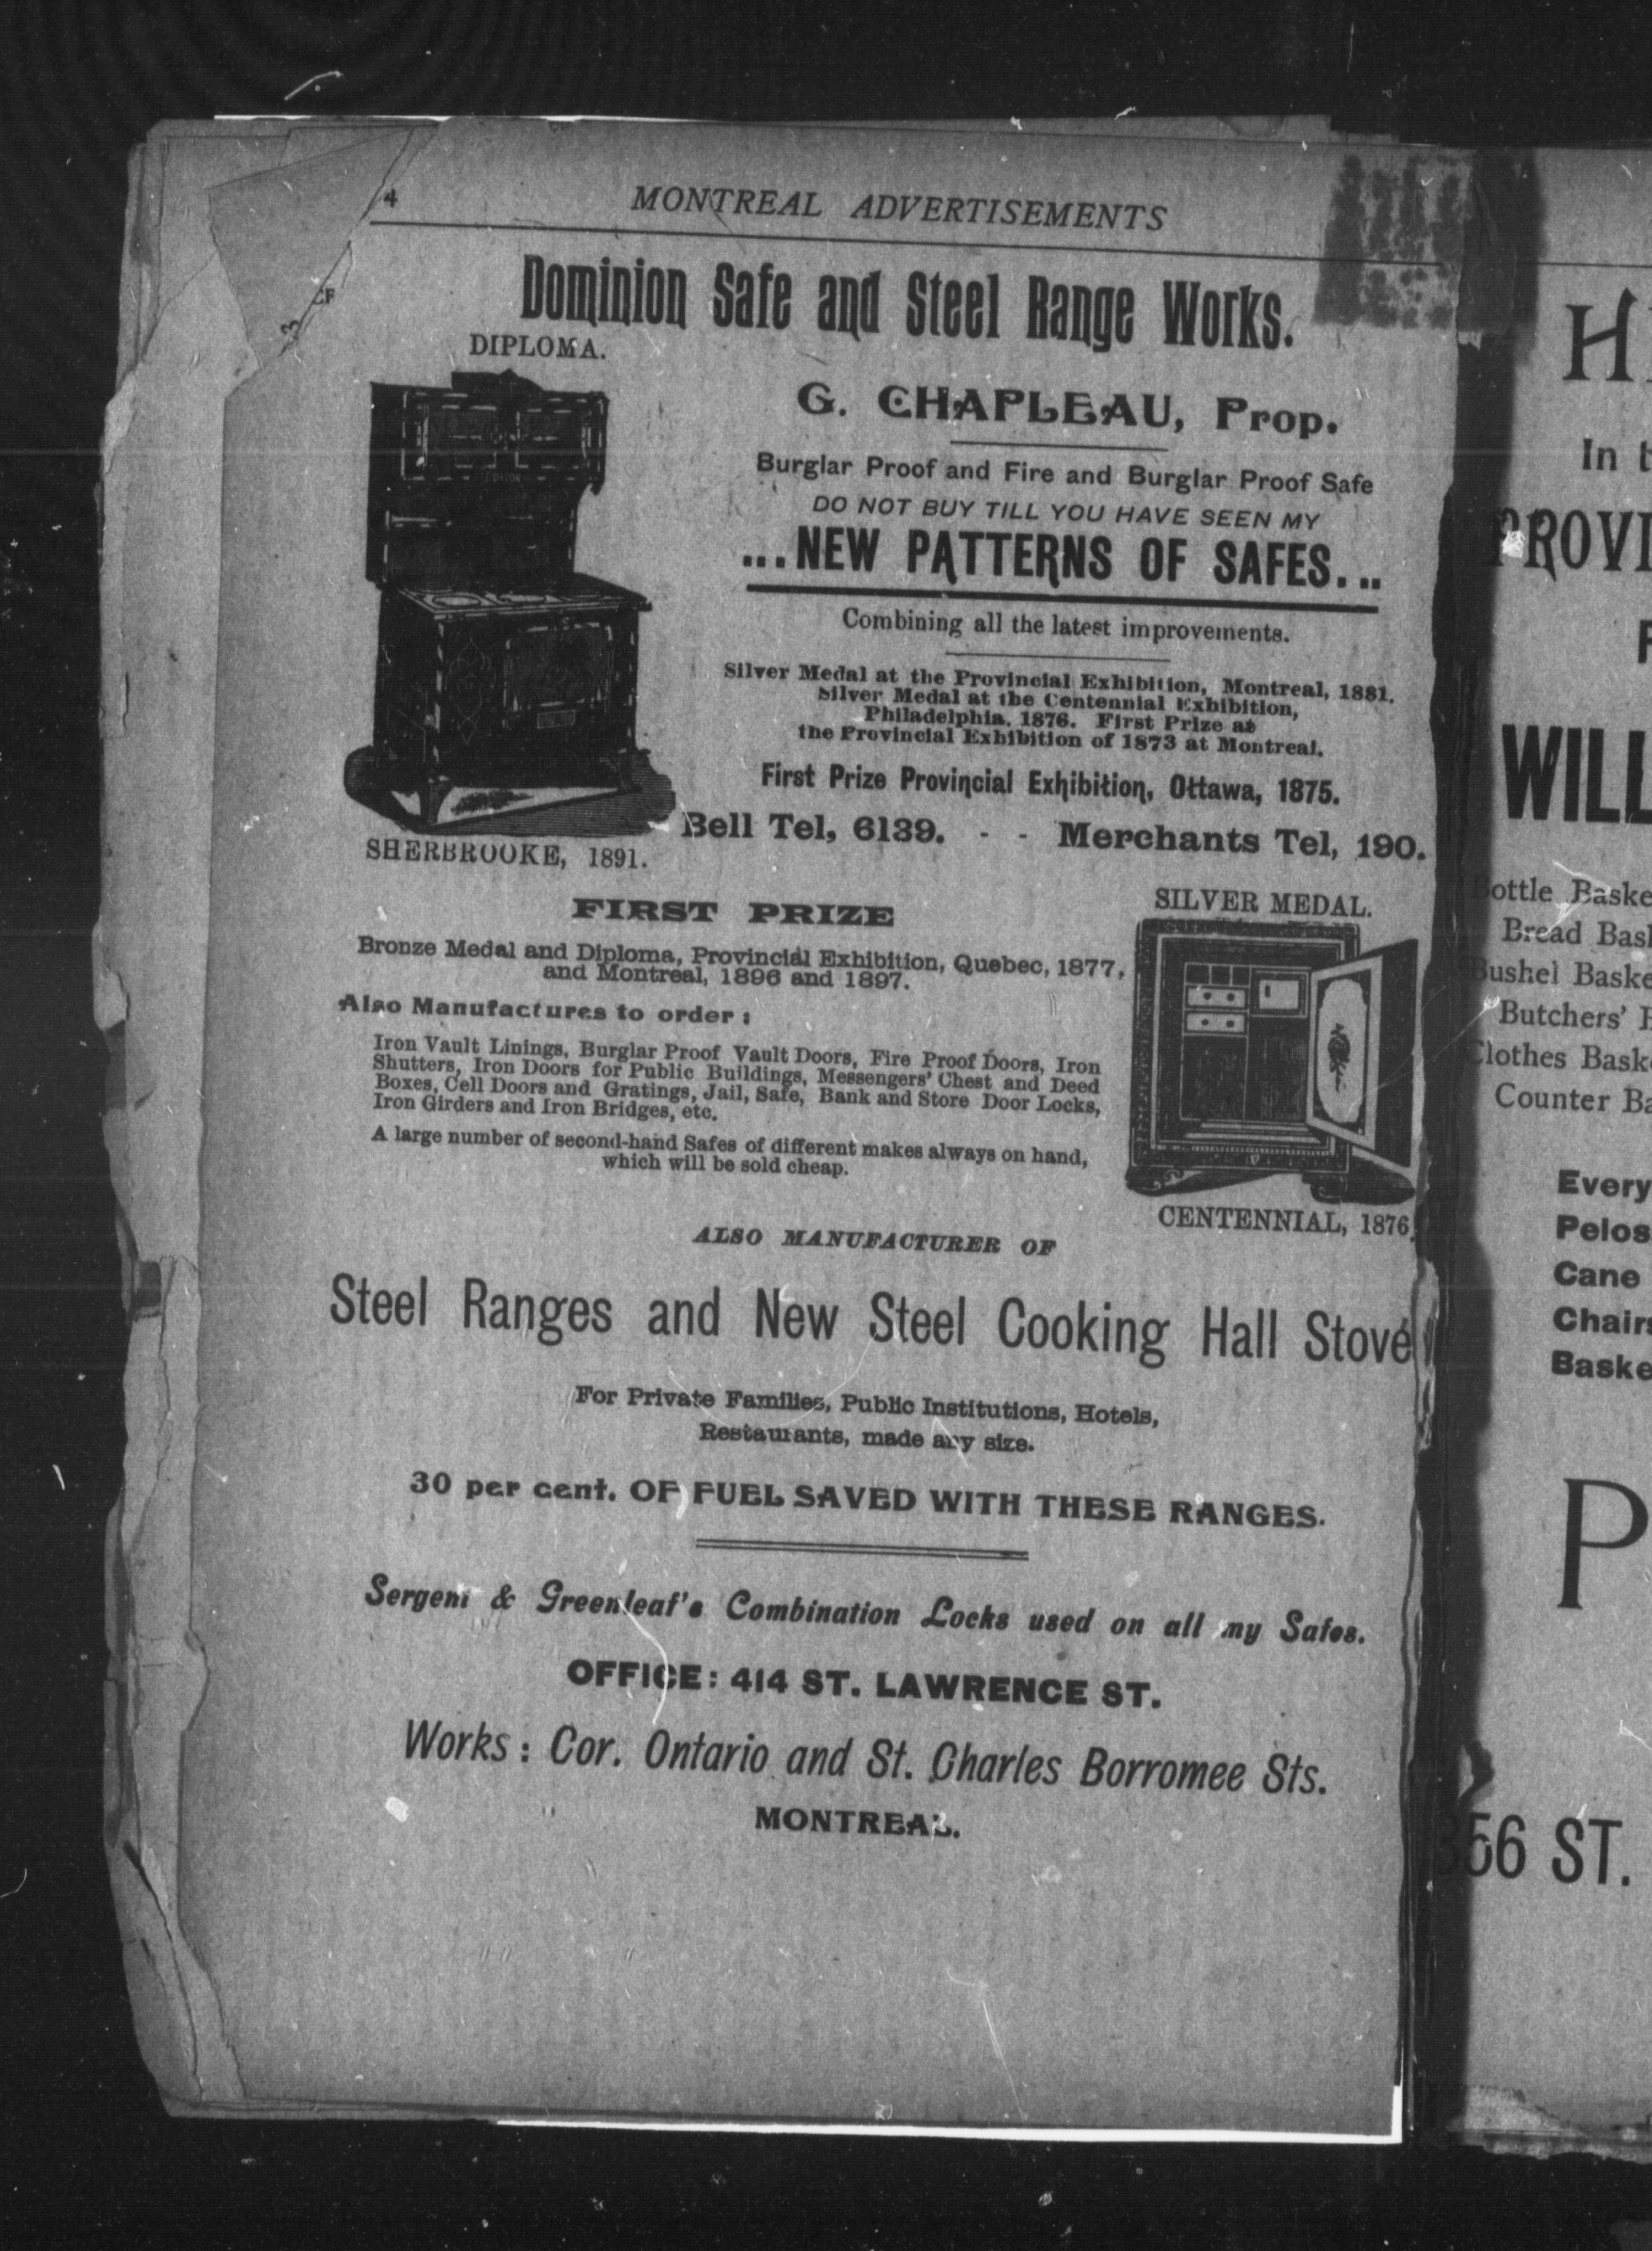 4
MONTREAL ADVERTISEMENTS
Dominion Safe and Steel Range Works.
DIPLOMA.
G. CHAPLEAU, Prop.
Burglar Proof and Fire and Burglar Proof Safe
DO NOT BUY TILL YOU HAVE SEEN MY
...NEW PATTERNS OF SAFES...
Combining all the latest improvements.
Silver Medal at the Provincial Exhibition, Montreal, 1881.
Silver Medal at the Centennial Exhibition,
Philadelphia, 1876. First Prize at
the Provincial Exhibition of 1873 at Montreal.
First Prize Provincial Exhibition, Ottawa, 1875.
Bell Tel, 6139. - - Merchants Tel, 190.
SHERBROOKE, 1891.
FIRST PRIZE
Bronze Medal and Diploma, Provincial Exhibition, Quebec, 1877,
and Montreal, 1896 and 1897.
Also Manufactures to order :
Iron Vault Linings, Burglar Proof Vault Doors, Fire Proof Doors, Iron
Shutters, Iron Doors for Public Buildings, Messengers' Chest and Deed
Boxes, Cell Doors and Gratings, Jail, Safe, Bank and Store Door Locks,
Iron Girders and Iron Bridges, etc.
A large number of second-hand Safes of different makes always on hand,
which will be sold cheap.
SILVER MEDAL.
CENTENNIAL, 1876
ALSO MANUFACTURER OF
Steel Ranges and New Steel Cooking Hall Stove
For Private Families, Public Institutions, Hotels,
Restaurants, made any size.
30 per cent. OF FUEL SAVED WITH THESE RANGES.
Sergent & Greenleaf's Combination Locks used on all my Safes.
OFFICE: 414 ST. LAWRENCE ST.
Works : Cor. Ontario and St. Charles Borromee Sts.
MONTREAL.
H
In t
PROVI
F
WILL
Bottle Baske
Bread Bas
Bushel Baske
Butchers'
Clothes Bask
Counter Ba
Every
Pelos
Cane
Chairs
Baske
P
56 ST.